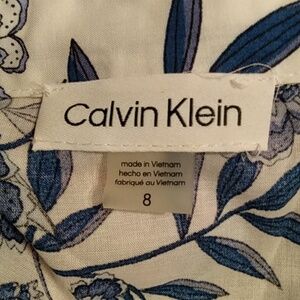 Calvin Klein
made in Vietnam
hecho en Vietnam
fabriqué au Vietnam
8